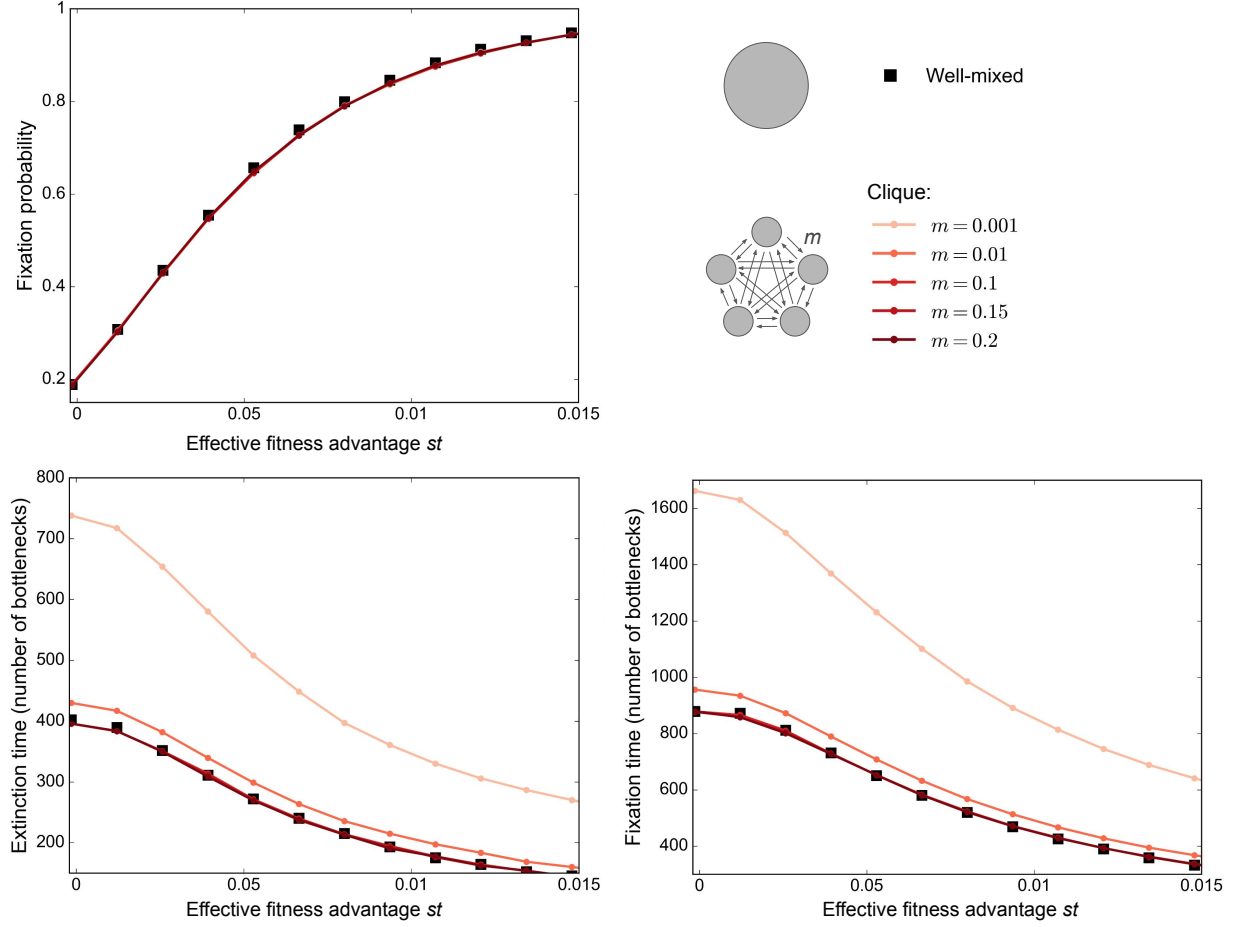 1
0.8
0.6
0.4
0.2
Fixation probability
0
0.05
0.01
0.015
Effective fitness advantage st
Well-mixed
Clique:
m
m = 0.001
m = 0.01
m = 0.1
m = 0.15
m = 0.2
800
700
600
500
400
300
200
Extinction time (number of bottlenecks)
0
0.05
0.01
0.015
Effective fitness advantage st
1600
1400
1200
1000
800
600
400
Fixation time (number of bottlenecks)
0
0.05
0.01
0.015
Effective fitness advantage st